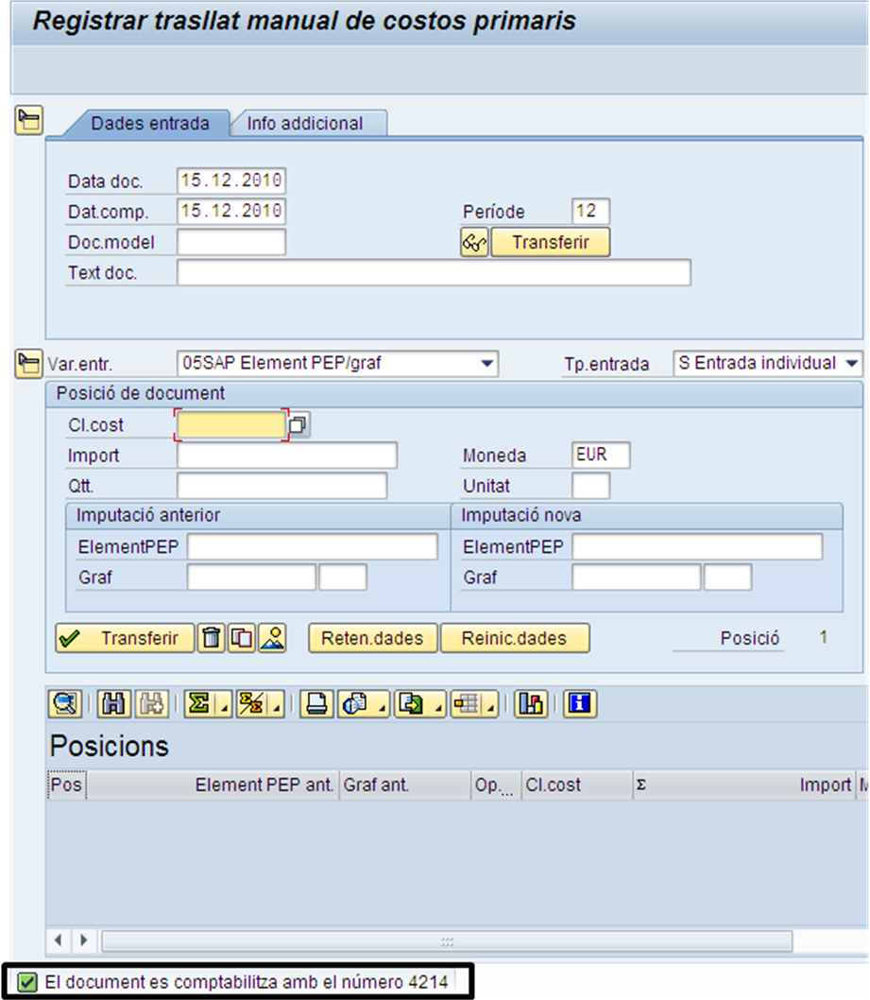 Registrar trasllat manual de costos primaris
Dades entrada Info addicional
Data doc. 15.12.2010
Dat.comp. 15.12.2010 Període 12
Doc.model Transferir
Text doc.
Var.entr. 05SAP Element PEP/graf Tp.entrada S Entrada individual
Posició de document
Cl.cost
Import Moneda EUR
Qtt. Unitat
Imputació anterior Imputació nova
ElementPEP ElementPEP
Graf Graf
Transferir Reten.dades Reinic.dades Posició 1
Posicions
Pos Element PEP ant. Graf ant. Op... Cl.cost Σ Import M
El document es comptabilitza amb el número 4214